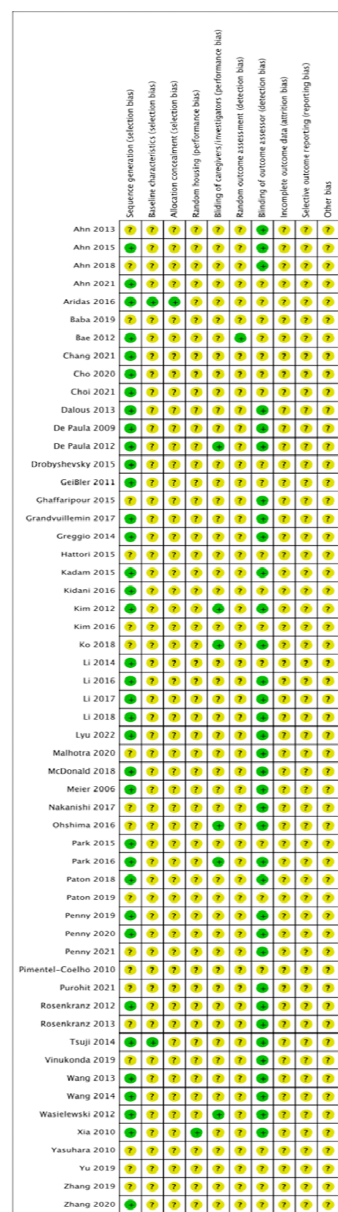 Sequence generation (selection bias)
Baseline characteristics (selection bias)
Allocation concealment (selection bias)
Random housing (performance bias)
Bliding of caregivers/investigators (performance bias)
Random outcome assessment (detection bias)
Blinding of outcome assessor (detection bias)
Incomplete outcome data (attrition bias)
Selective outcome reporting (reporting bias)
Other bias
Ahn 2013 ? ? ? ? ? ? + ? ? ?
Ahn 2015 + ? ? ? ? ? + ? ? ?
Ahn 2018 ? ? ? ? ? ? + ? ? ?
Ahn 2021 + ? ? ? ? ? ? ? ? ?
Aridas 2016 + + + ? ? ? ? ? ? ?
Baba 2019 ? ? ? ? ? ? ? ? ? ?
Bae 2012 + ? ? ? ? + ? ? ? ?
Chang 2021 + ? ? ? ? ? ? ? ? ?
Cho 2020 + ? ? ? ? ? ? ? ? ?
Choi 2021 + ? ? ? ? ? ? ? ? ?
Dalous 2013 + ? ? ? ? ? + ? ? ?
De Paula 2009 + ? ? ? ? ? + ? ? ?
De Paula 2012 + ? ? ? + ? + ? ? ?
Drobyshevsky 2015 + ? ? ? ? ? ? ? ? ?
Geißler 2011 + ? ? ? ? ? ? ? ? ?
Ghaffaripour 2015 ? ? ? ? ? ? + ? ? ?
Grandvuillemin 2017 + ? ? ? ? ? + ? ? ?
Greggio 2014 + ? ? ? ? ? + ? ? ?
Hattori 2015 ? ? ? ? ? ? ? ? ? ?
Kadam 2015 + ? ? ? ? ? + ? ? ?
Kidani 2016 + ? ? ? ? ? ? ? ? ?
Kim 2012 + ? ? ? + ? + ? ? ?
Kim 2016 ? ? ? ? ? ? ? ? ? ?
Ko 2018 ? ? ? ? + ? + ? ? ?
Li 2014 + ? ? ? ? ? ? ? ? ?
Li 2016 + ? ? ? ? ? + ? ? ?
Li 2017 + ? ? ? ? ? + ? ? ?
Li 2018 + ? ? ? ? ? + ? ? ?
Lyu 2022 + ? ? ? ? ? + ? ? ?
Malhotra 2020 ? ? ? ? ? ? + ? ? ?
McDonald 2018 + ? ? ? ? ? + ? ? ?
Meier 2006 + ? ? ? ? ? + ? ? ?
Nakanishi 2017 ? ? ? ? ? ? + ? ? ?
Ohshima 2016 ? ? ? ? + ? + ? ? ?
Park 2015 + ? ? ? ? ? ? ? ? ?
Park 2016 + ? ? ? + ? + ? ? ?
Paton 2018 + ? ? ? ? ? + ? ? ?
Paton 2019 ? ? ? ? ? ? ? ? ? ?
Penny 2019 + ? ? ? ? ? + ? ? ?
Penny 2020 + ? ? ? ? ? + ? ? ?
Penny 2021 ? ? ? ? ? ? + ? ? ?
Pimentel-Coelho 2010 ? ? ? ? ? ? ? ? ? ?
Purohit 2021 ? ? ? ? ? ? + ? ? ?
Rosenkranz 2012 + ? ? ? ? ? + ? ? ?
Rosenkranz 2013 ? ? ? ? ? ? + ? ? ?
Tsuji 2014 + + ? ? ? ? + ? ? ?
Vinukonda 2019 ? ? ? ? ? ? + ? ? ?
Wang 2013 + ? ? ? ? ? + ? ? ?
Wang 2014 + ? ? ? ? ? + ? ? ?
Wasielewski 2012 + ? ? ? + ? + ? ? ?
Xia 2010 + ? ? + ? ? + ? ? ?
Yasuhara 2010 ? ? ? ? ? ? ? ? ? ?
Yu 2019 ? ? ? ? ? ? ? ? ? ?
Zhang 2019 ? ? ? ? ? ? ? ? ? ?
Zhang 2020 + ? ? ? ? ? ? ? ? ?